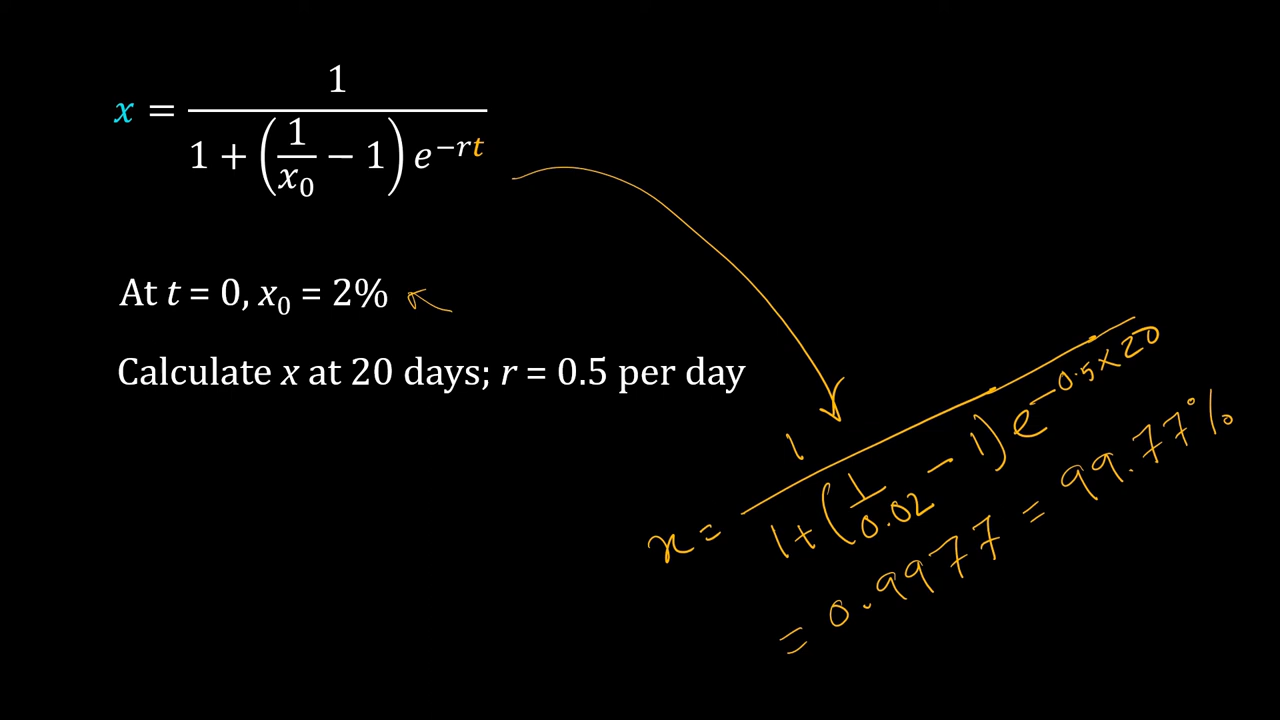 x = 1 / (1 + (1/x₀ − 1) e^(−rt))
At t = 0, x₀ = 2%
Calculate x at 20 days; r = 0.5 per day
x = 1 / (1 + (1/0.02 − 1) e^(−0.5×20))
= 0.9977 = 99.77%